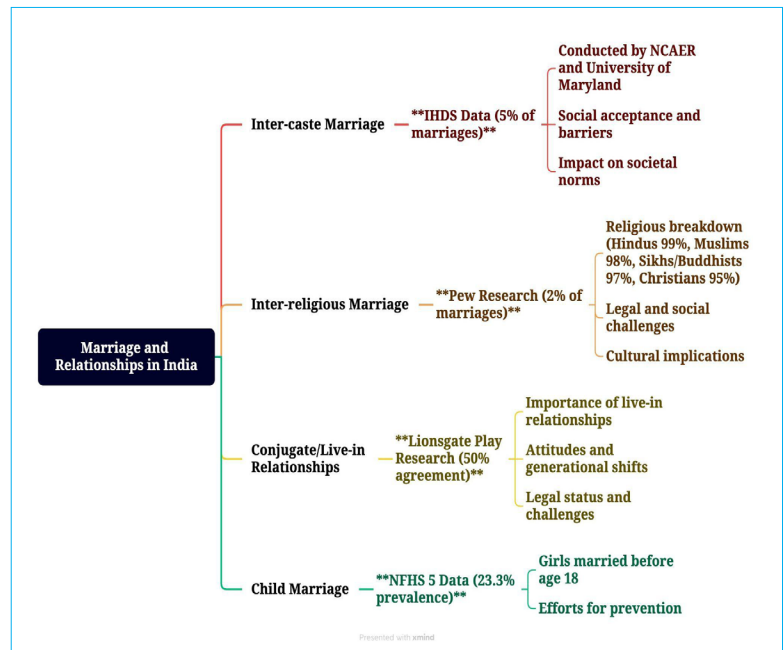 Marriage and
Relationships in India
Inter-caste Marriage
**IHDS Data (5% of
marriages)**
Conducted by NCAER
and University of
Maryland
Social acceptance and
barriers
Impact on societal
norms
Inter-religious Marriage
**Pew Research (2% of
marriages)**
Religious breakdown
(Hindus 99%, Muslims
98%, Sikhs/Buddhists
97%, Christians 95%)
Legal and social
challenges
Cultural implications
Conjugate/Live-in
Relationships
**Lionsgate Play
Research (50%
agreement)**
Importance of live-in
relationships
Attitudes and
generational shifts
Legal status and
challenges
Child Marriage
**NFHS 5 Data (23.3%
prevalence)**
Girls married before
age 18
Efforts for prevention
Presented with xmind